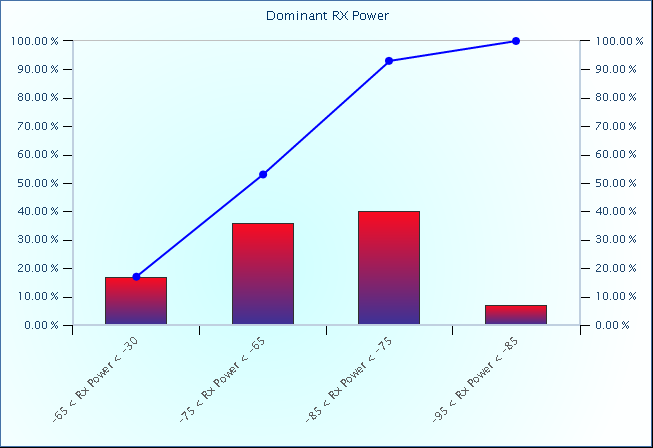 Dominant RX Power
100.00 % 100.00 %
90.00 % 90.00 %
80.00 % 80.00 %
70.00 % 70.00 %
60.00 % 60.00 %
50.00 % 50.00 %
40.00 % 40.00 %
30.00 % 30.00 %
20.00 % 20.00 %
10.00 % 10.00 %
0.00 % 0.00 %
-65 < Rx Power < -30
-75 < Rx Power < -65
-85 < Rx Power < -75
-95 < Rx Power < -85